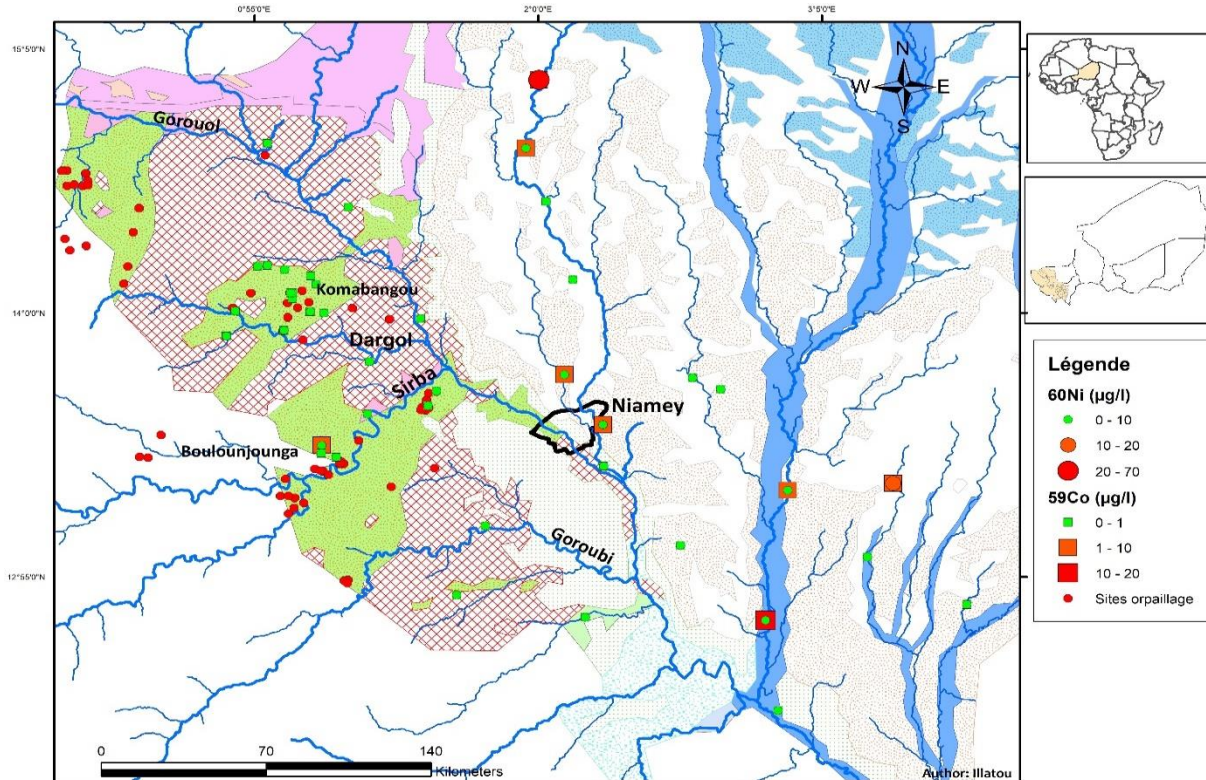 0°55'0"E
2°0'0"E
3°5'0"E
15°5'0"N
14°0'0"N
12°55'0"N
N
W E
S
Gorouol
Komabangou
Dargol
Sirba
Niamey
Boulounjounga
Goroubi
0 70 140
Kilometers
Author: Illatou
Légende
60Ni (µg/l)
0 - 10
10 - 20
20 - 70
59Co (µg/l)
0 - 1
1 - 10
10 - 20
Sites orpaillage